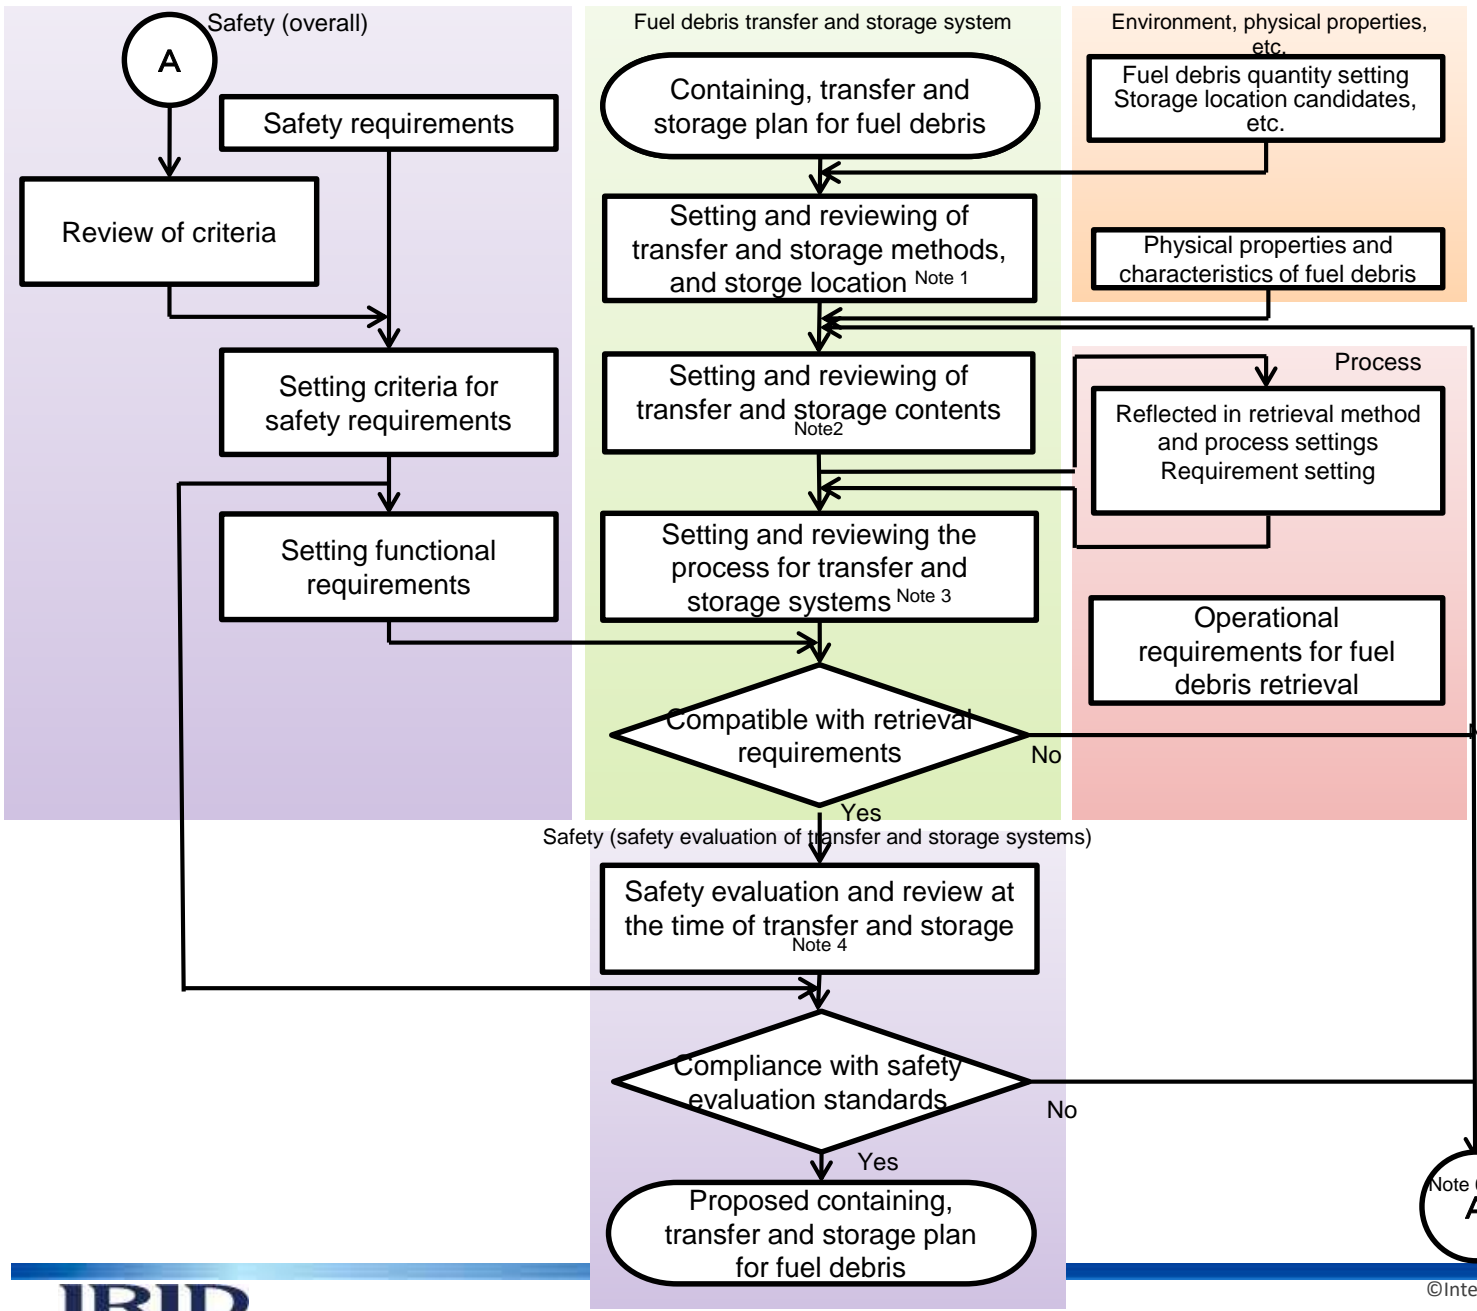 Safety (overall)
A
Safety requirements
Review of criteria
Setting criteria for
safety requirements
Setting functional
requirements
Fuel debris transfer and storage system
Containing, transfer and
storage plan for fuel debris
Setting and reviewing of
transfer and storage methods,
and storge location Note 1
Setting and reviewing of
transfer and storage contents
Note2
Setting and reviewing the
process for transfer and
storage systems Note 3
Compatible with retrieval
requirements
No
Yes
Environment, physical properties,
etc.
Fuel debris quantity setting
Storage location candidates,
etc.
Physical properties and
characteristics of fuel debris
Process
Reflected in retrieval method
and process settings
Requirement setting
Operational
requirements for fuel
debris retrieval
Safety (safety evaluation of transfer and storage systems)
Safety evaluation and review at
the time of transfer and storage
Note 4
Compliance with safety
evaluation standards
No
Yes
Proposed containing,
transfer and storage plan
for fuel debris
Note
A
IRID
©Inte